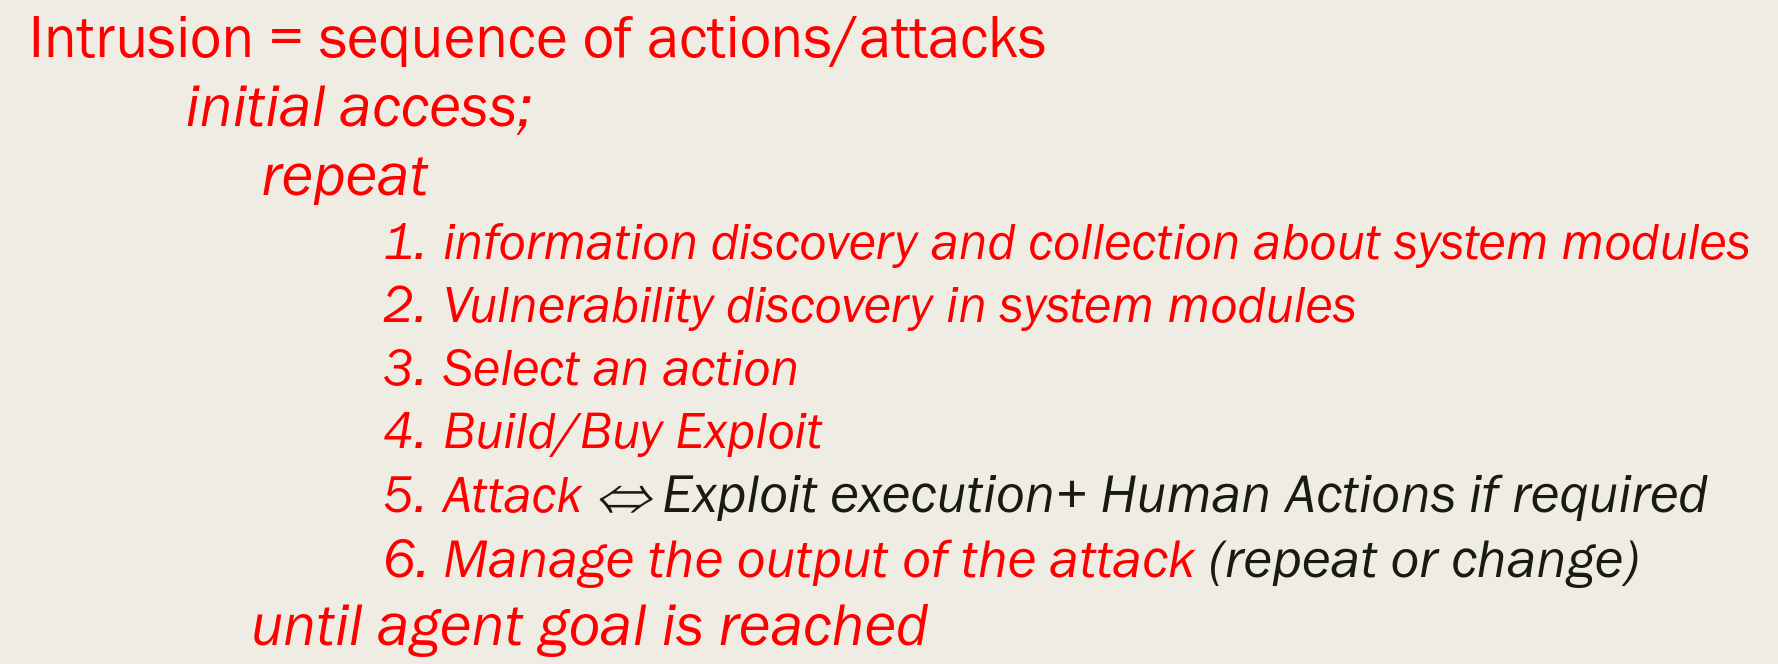 Intrusion = sequence of actions/attacks
initial access;
repeat
1. information discovery and collection about system modules
2. Vulnerability discovery in system modules
3. Select an action
4. Build/Buy Exploit
5. Attack ⇔ Exploit execution+ Human Actions if required
6. Manage the output of the attack (repeat or change)
until agent goal is reached